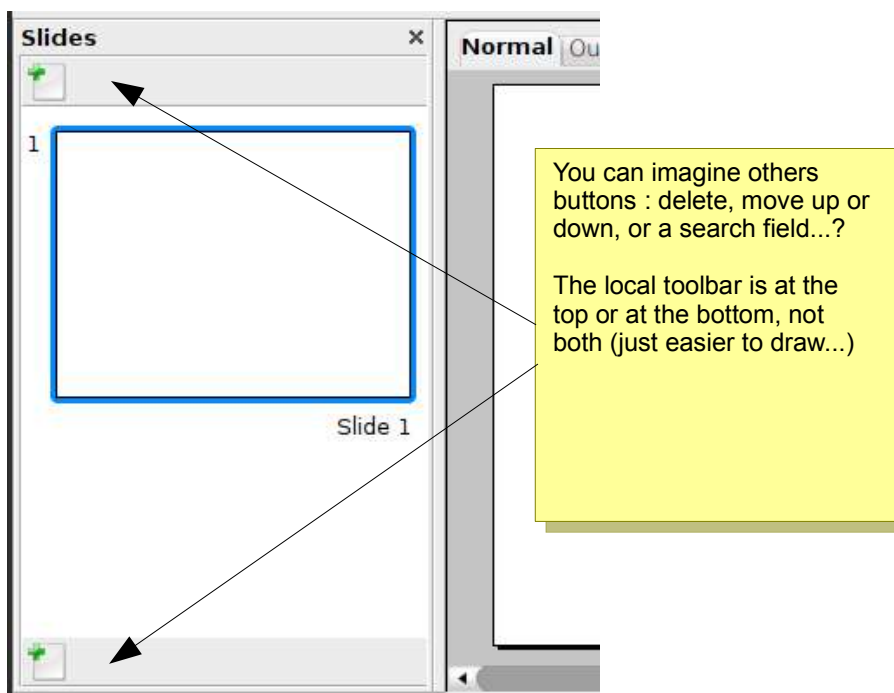 Slides ×
Normal Ou
1
You can imagine others
buttons : delete, move up or
down, or a search field...?
The local toolbar is at the
top or at the bottom, not
both (just easier to draw...)
Slide 1